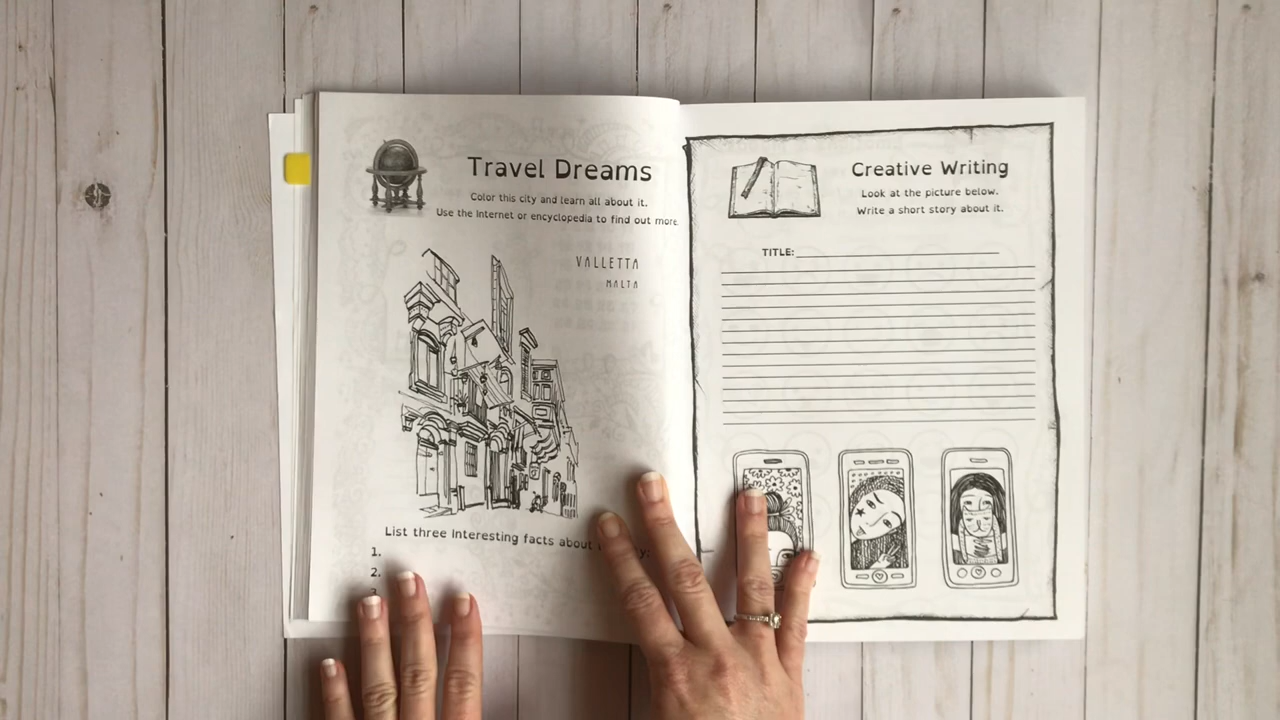 Travel Dreams
Color this city and learn all about it.
Use the Internet or encyclopedia to find out more.
VALLETTA
MALTA
List three interesting facts about
1.
2.
Creative Writing
Look at the picture below.
Write a short story about it.
TITLE: